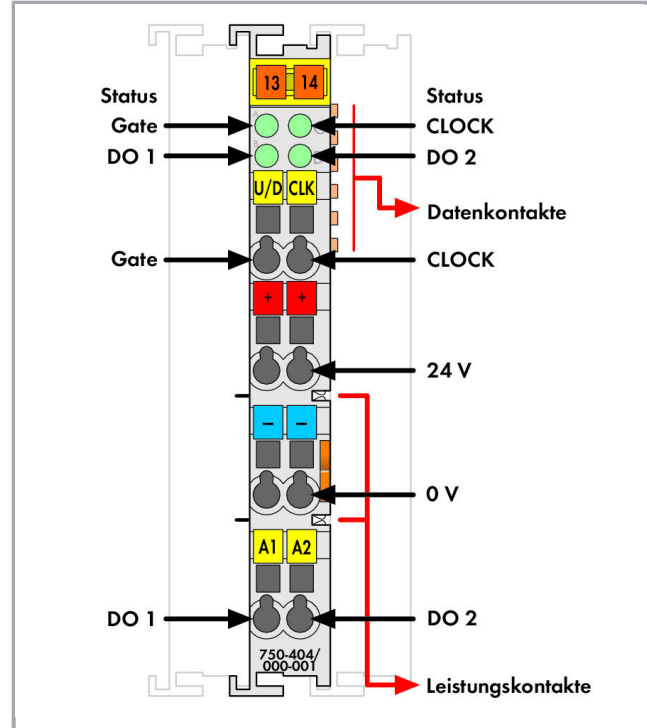 13 14
Status Status
Gate A C CLOCK
DO 1 B D DO 2
U/D CLK
Datenkontakte
Gate CLOCK
+ +
24 V
– –
0 V
A1 A2
DO 1 DO 2
750-404/
000-001
Leistungskontakte